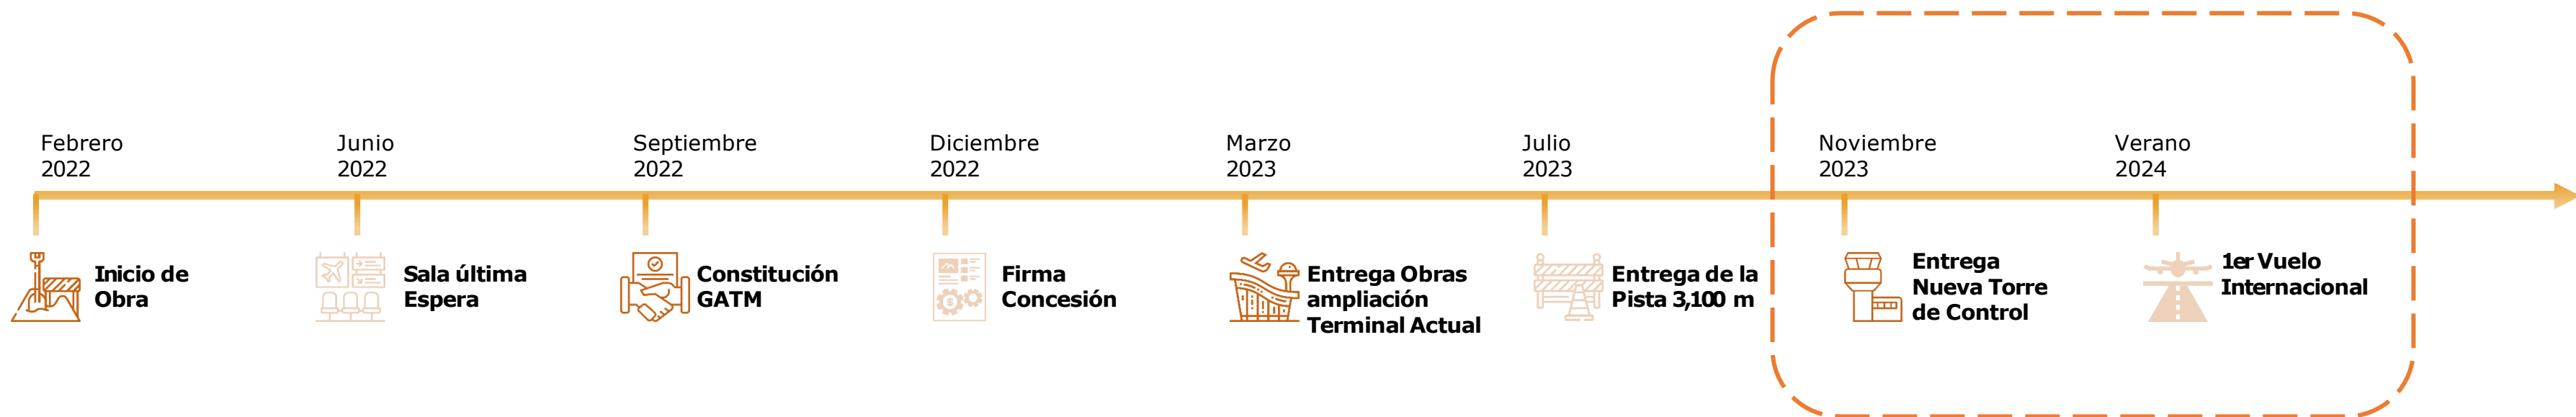 Febrero
2022
Junio
2022
Septiembre
2022
Diciembre
2022
Marzo
2023
Julio
2023
Noviembre
2023
Verano
2024
Inicio de
Obra
Sala última
Espera
Constitución
GATM
Firma
Concesión
Entrega Obras
ampliación
Terminal Actual
Entrega de la
Pista 3,100 m
Entrega
Nueva Torre
de Control
1er Vuelo
Internacional